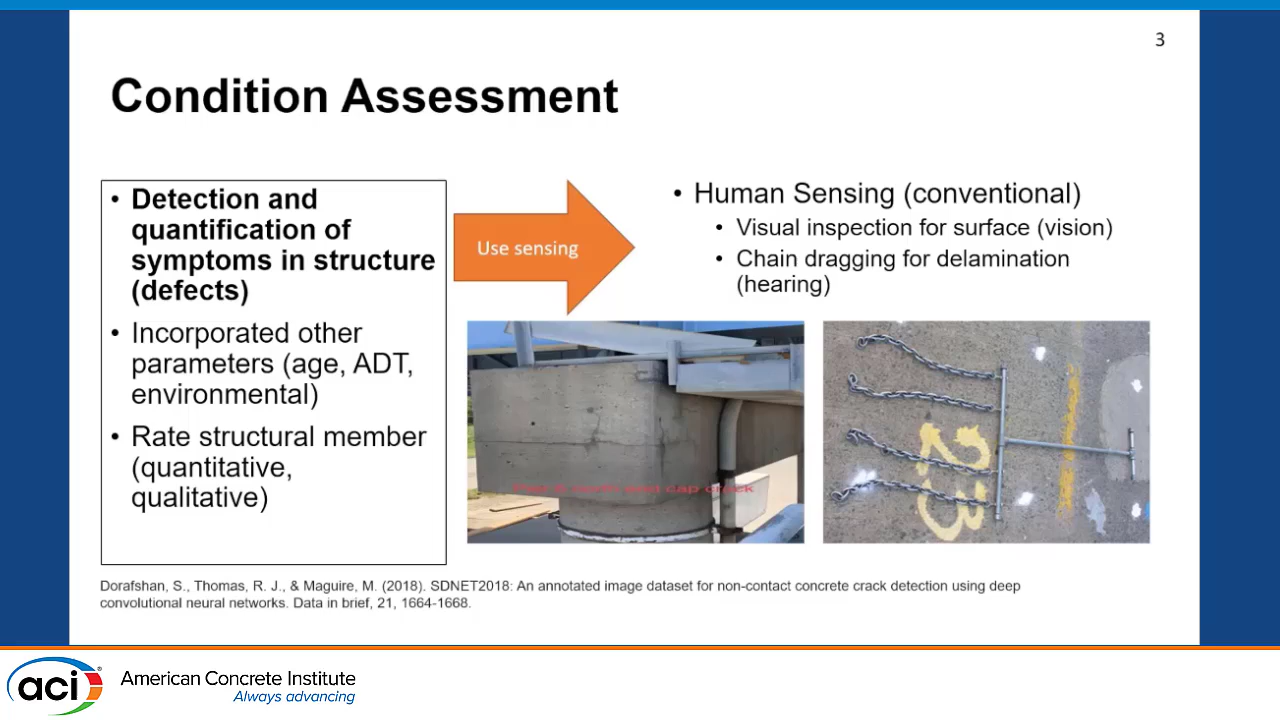 3
Condition Assessment
• Detection and
quantification of
symptoms in structure
(defects)
• Incorporated other
parameters (age, ADT,
environmental)
• Rate structural member
(quantitative,
qualitative)
Use sensing
• Human Sensing (conventional)
• Visual inspection for surface (vision)
• Chain dragging for delamination
(hearing)
cap crack
23
Dorafshan, S., Thomas, R. J., & Maguire, M. (2018). SDNET2018: An annotated image dataset for non-contact concrete crack detection using deep
convolutional neural networks. Data in brief, 21, 1664-1668.
aci®
American Concrete Institute
Always advancing